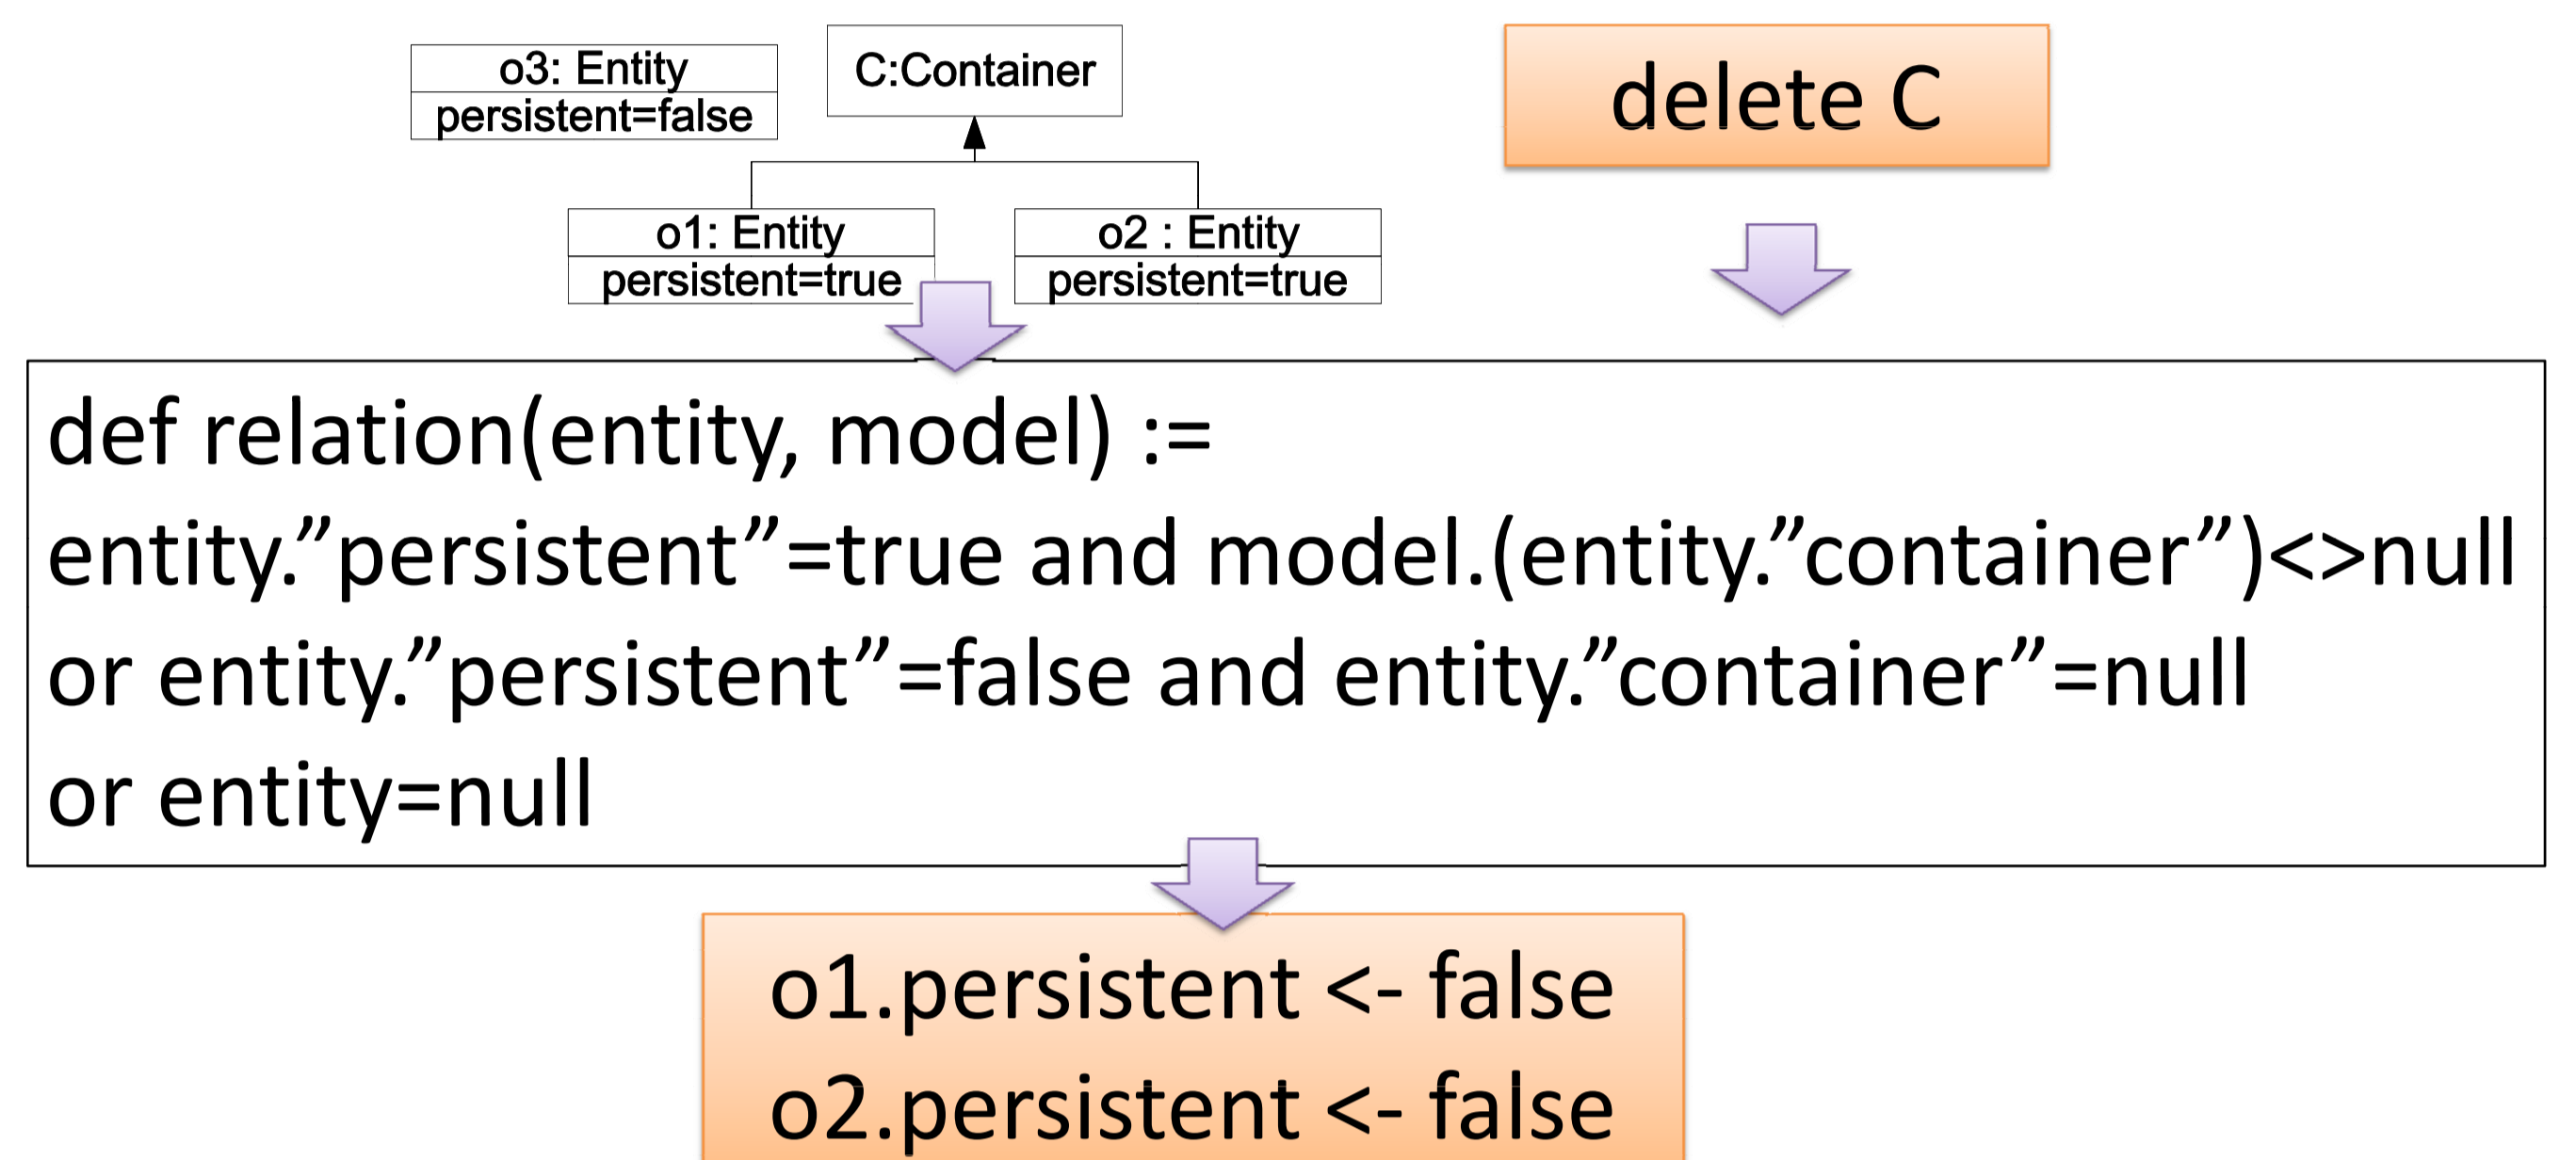 o3: Entity
persistent=false
C:Container
delete C
o1: Entity
persistent=true
o2 : Entity
persistent=true
def relation(entity, model) :=
entity.”persistent”=true and model.(entity.”container”)<>null
or entity.”persistent”=false and entity.”container”=null
or entity=null
o1.persistent <- false
o2.persistent <- false